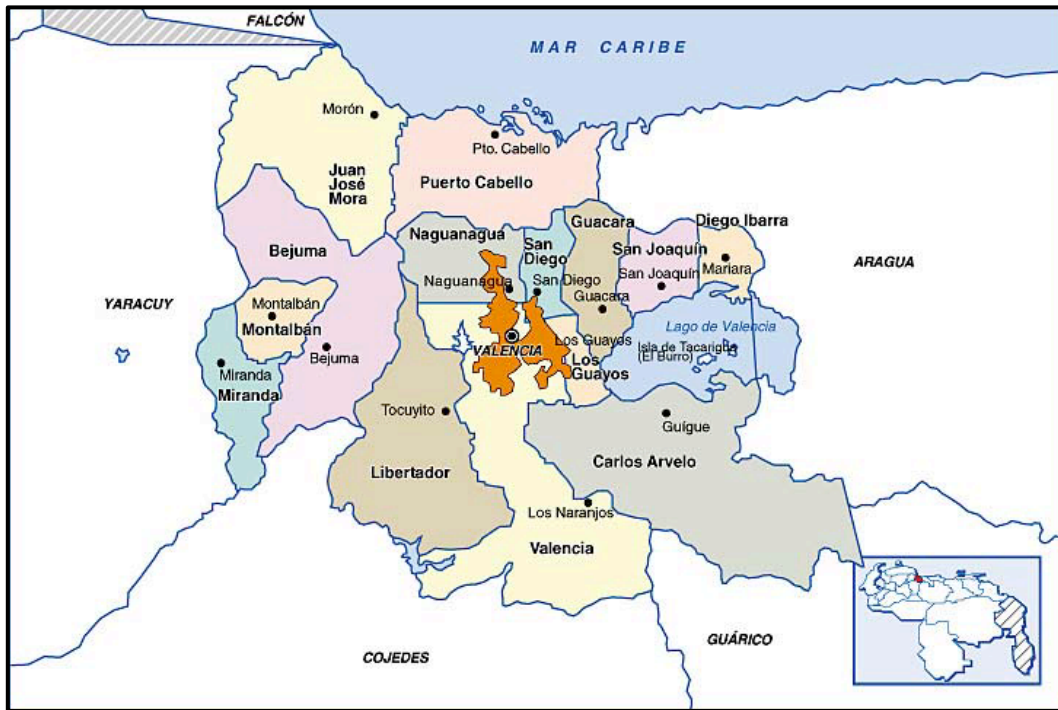 FALCÓN
MAR CARIBE
Morón
Pto. Cabello
Juan
José
Mora
Puerto Cabello
Bejuma
Naguanagua
San
Diego
Guacara
Diego Ibarra
San Joaquín
Mariara
ARAGUA
Naguanagua
San Diego
San Joaquín
Guacara
YARACUY
Montalbán
Montalbán
Lago de Valencia
VALENCIA
Los Guayos
Isla de Tacarigua
(El Burro)
Bejuma
Los
Guayos
Miranda
Miranda
Tocuyito
Guígue
Libertador
Carlos Arvelo
Los Naranjos
Valencia
COJEDES
GUÁRICO